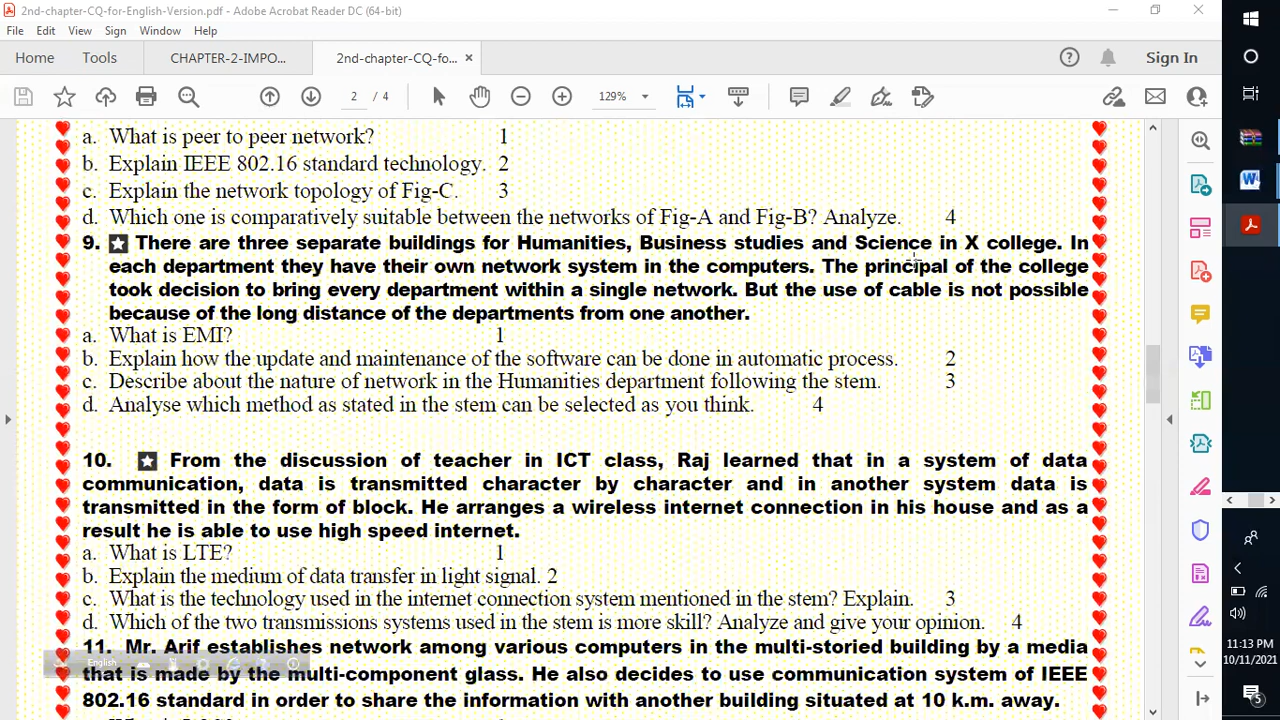 2nd-chapter-CQ-for-English-Version.pdf - Adobe Acrobat Reader DC (64-bit)
File Edit View Sign Window Help
Home Tools CHAPTER-2-IMPO... 2nd-chapter-CQ-fo... × Sign In
2 / 4 129%
a. What is peer to peer network? 1
b. Explain IEEE 802.16 standard technology. 2
c. Explain the network topology of Fig-C. 3
d. Which one is comparatively suitable between the networks of Fig-A and Fig-B? Analyze. 4
9. There are three separate buildings for Humanities, Business studies and Science in X college. In
each department they have their own network system in the computers. The principal of the college
took decision to bring every department within a single network. But the use of cable is not possible
because of the long distance of the departments from one another.
a. What is EMI? 1
b. Explain how the update and maintenance of the software can be done in automatic process. 2
c. Describe about the nature of network in the Humanities department following the stem. 3
d. Analyse which method as stated in the stem can be selected as you think. 4
10. From the discussion of teacher in ICT class, Raj learned that in a system of data
communication, data is transmitted character by character and in another system data is
transmitted in the form of block. He arranges a wireless internet connection in his house and as a
result he is able to use high speed internet.
a. What is LTE? 1
b. Explain the medium of data transfer in light signal. 2
c. What is the technology used in the internet connection system mentioned in the stem? Explain. 3
d. Which of the two transmissions systems used in the stem is more skill? Analyze and give your opinion. 4
11. Mr. Arif establishes network among various computers in the multi-storied building by a media
English
that is made by the multi-component glass. He also decides to use communication system of IEEE
802.16 standard in order to share the information with another building situated at 10 k.m. away.
11:13 PM
10/11/2021
5